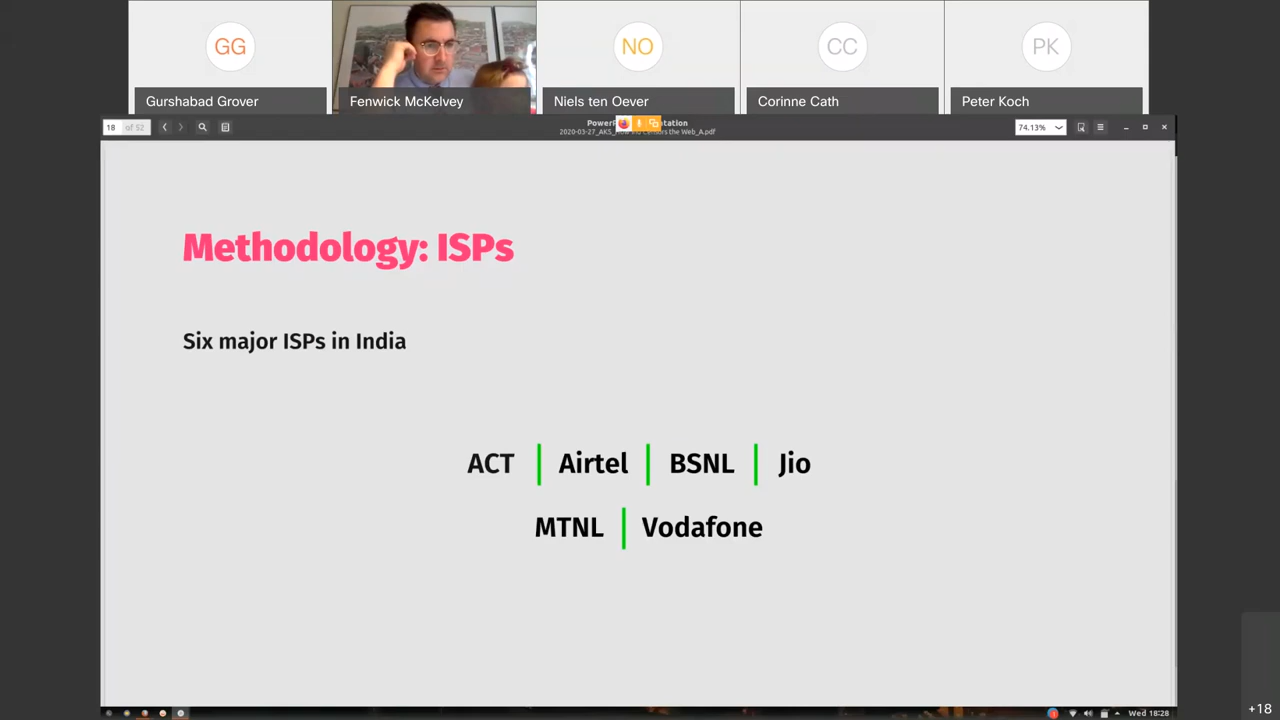 GG
NO
CC
PK
Gurshabad Grover
Fenwick McKelvey
Niels ten Oever
Corinne Cath
Peter Koch
18 of 52
74.13%
Methodology: ISPs
Six major ISPs in India
ACT | Airtel | BSNL | Jio
MTNL | Vodafone
Wed 18:28
+18